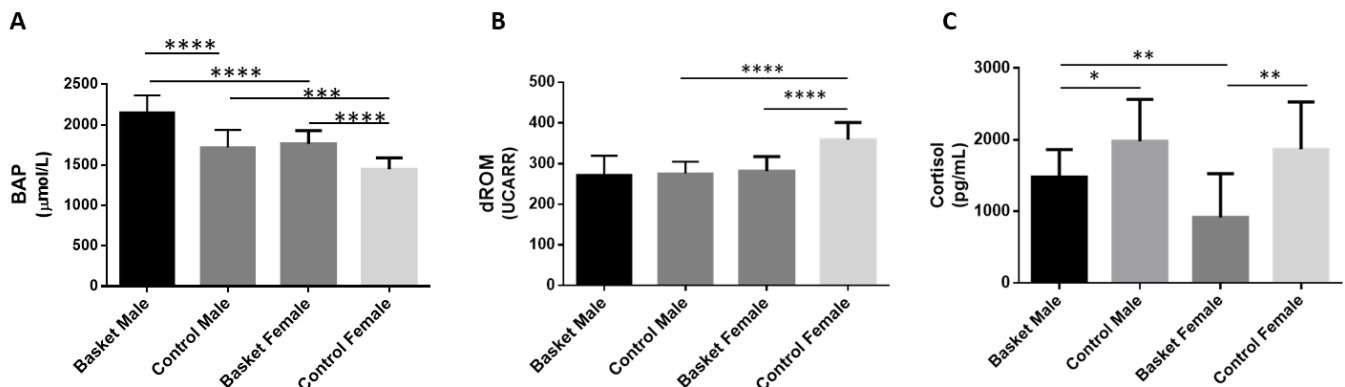 A
****
****
***
****
2500
2000
1500
1000
500
0
BAP
(μmol/L)
Basket Male
Control Male
Basket Female
Control Female
B
****
****
500
400
300
200
100
0
dROM
(UCARR)
Basket Male
Control Male
Basket Female
Control Female
C
**
*
**
3000
2000
1000
0
Cortisol
(pg/mL)
Basket Male
Control Male
Basket Female
Control Female